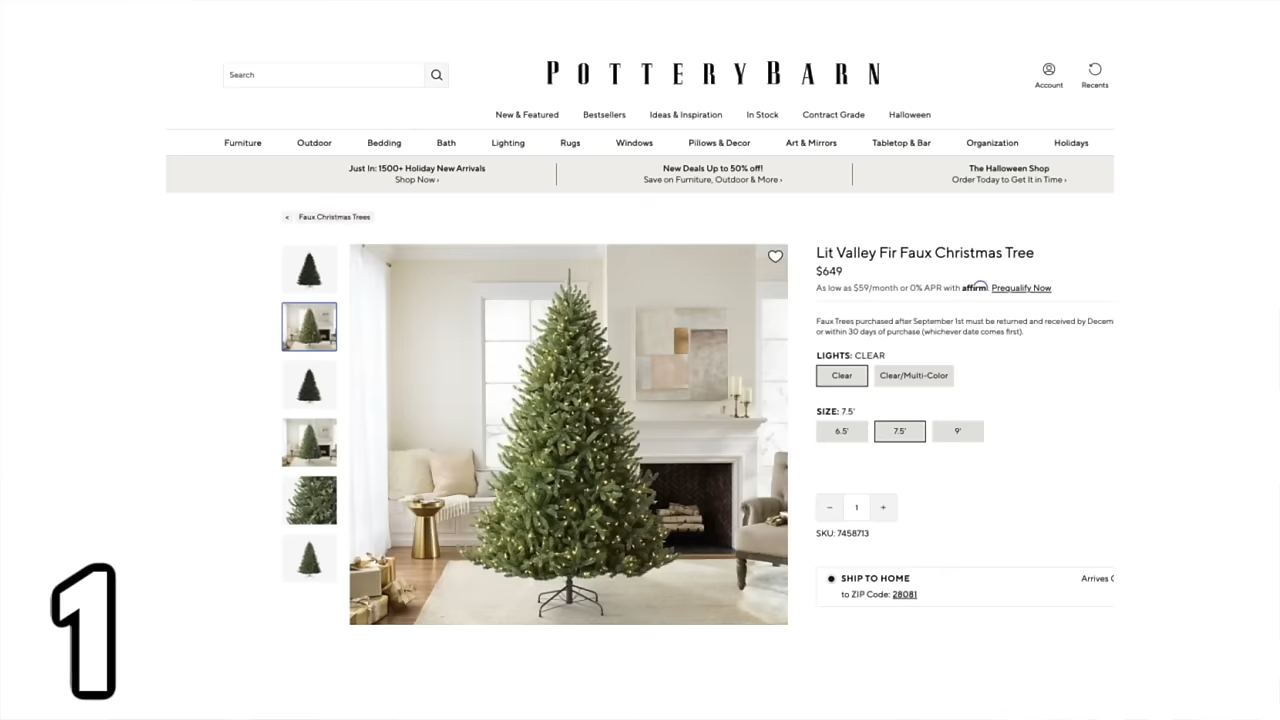 Search
POTTERYBARN
Account
Recents
New & Featured
Bestsellers
Ideas & Inspiration
In Stock
Contract Grade
Halloween
Furniture
Outdoor
Bedding
Bath
Lighting
Rugs
Windows
Pillows & Decor
Art & Mirrors
Tabletop & Bar
Organization
Holidays
Just In: 1500+ Holiday New Arrivals
Shop Now ›
New Deals Up to 50% off!
Save on Furniture, Outdoor & More ›
The Halloween Shop
Order Today to Get It in Time ›
< Faux Christmas Trees
Lit Valley Fir Faux Christmas Tree
$649
As low as $59/month or 0% APR with affirm. Prequalify Now
Faux Trees purchased after September 1st must be returned and received by Decem
or within 30 days of purchase (whichever date comes first).
LIGHTS: CLEAR
Clear
Clear/Multi-Color
SIZE: 7.5'
6.5'
7.5'
9'
− 1 +
SKU: 7458713
SHIP TO HOME
Arrives
to ZIP Code: 28081
1